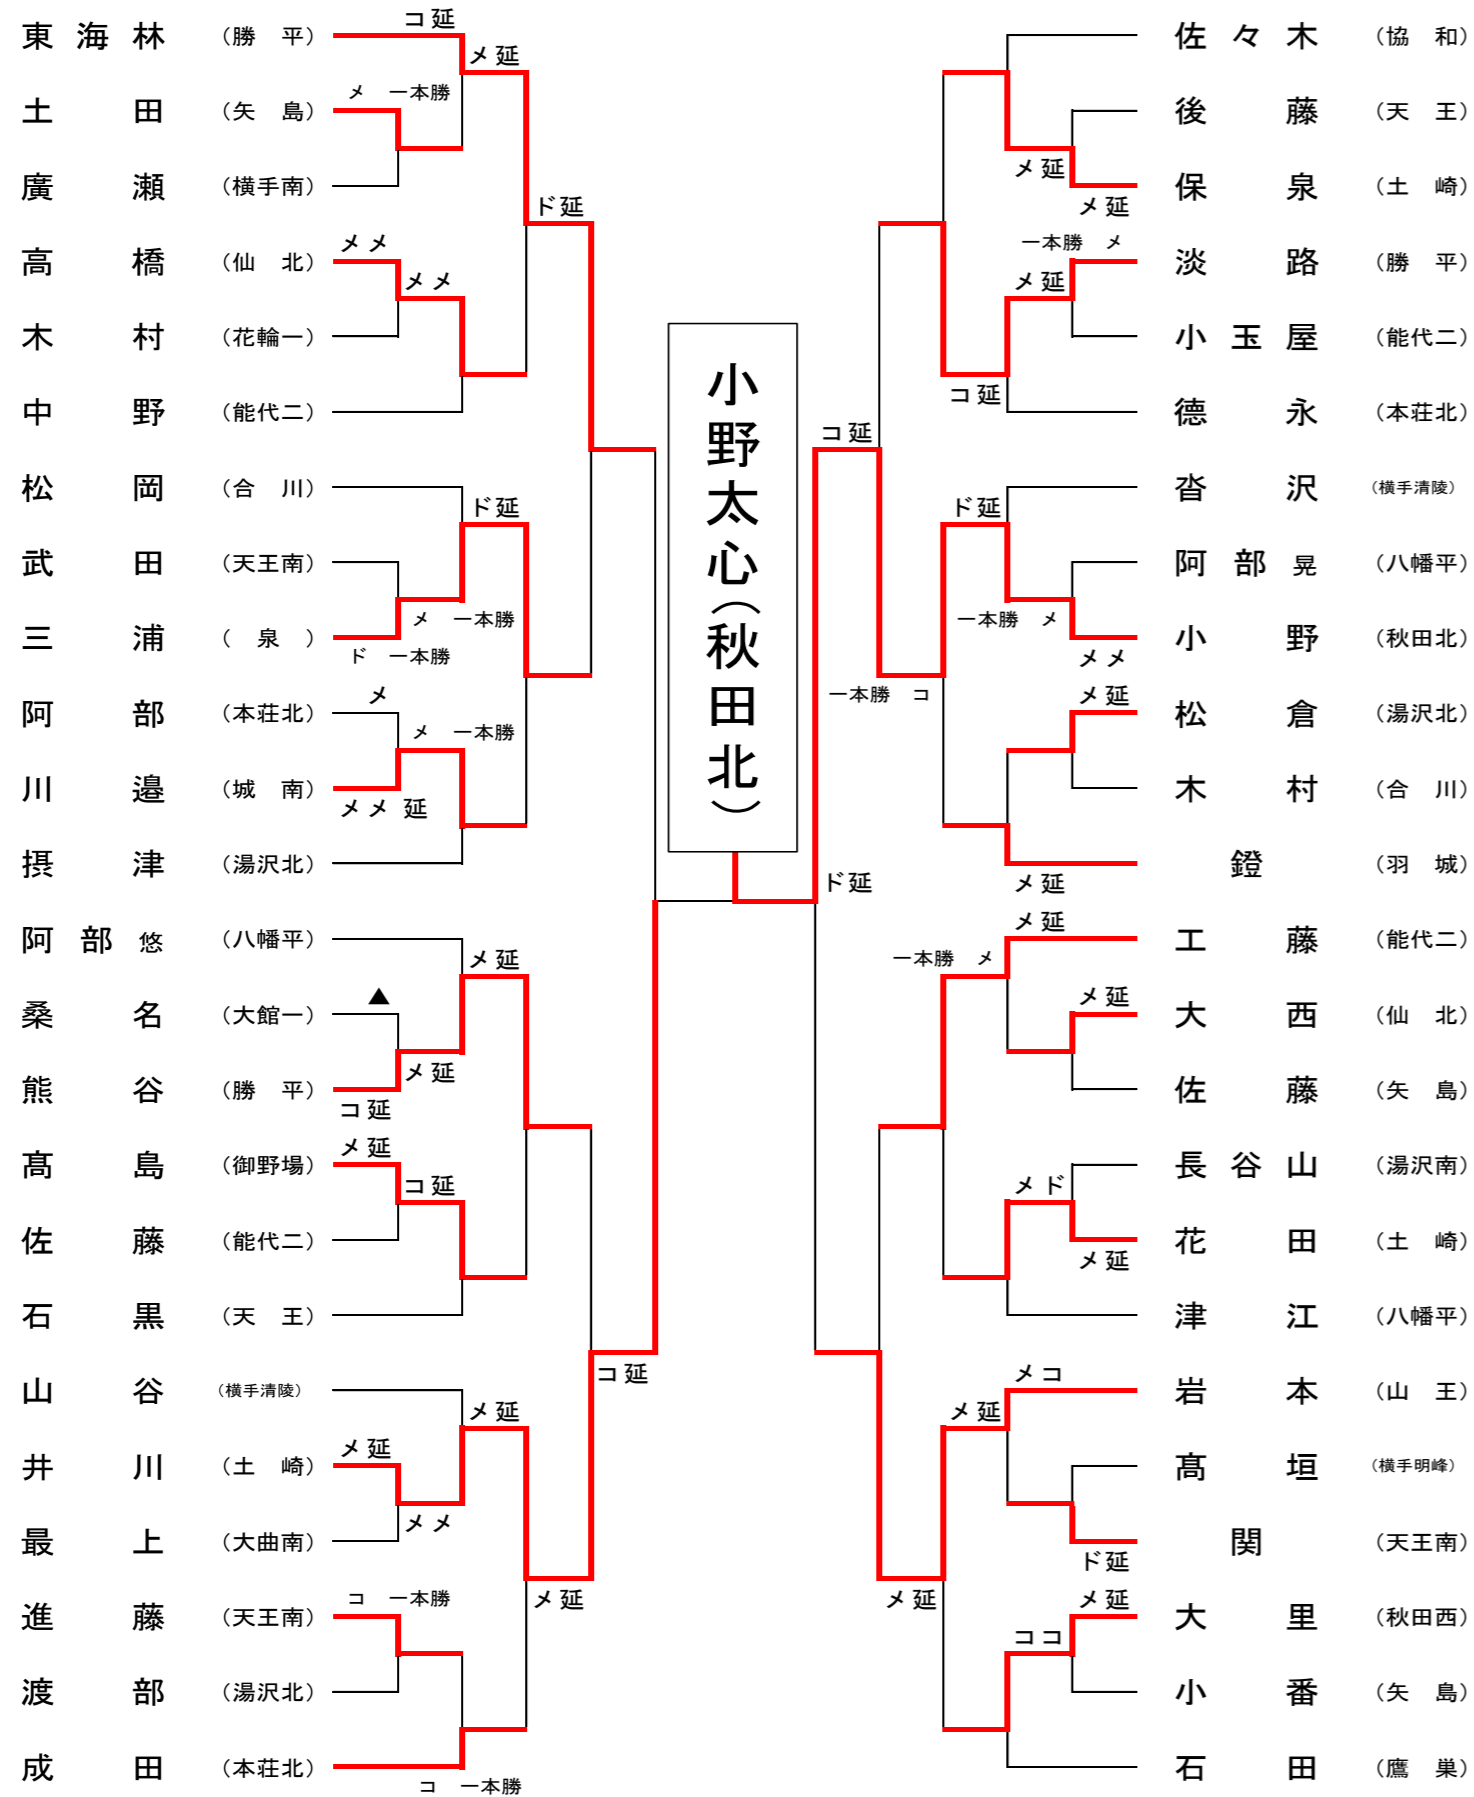 東海林 （勝　平） コ延
メ延
土田 （矢　島） メ　一本勝
廣瀬 （横手南）
ド延
高橋 （仙　北） メメ
メメ
木村 （花輪一）
中野 （能代二）
松岡 （合　川）
ド延
武田 （天王南）
メ　一本勝
三浦 （　泉　） ド　一本勝
阿部 （本荘北） メ
メ　一本勝
川邉 （城　南） メメ 延
摂津 （湯沢北）
阿部悠 （八幡平）
メ延
桑名 （大館一） ▲
メ延
熊谷 （勝　平） コ延
髙島 （御野場） メ延
コ延
佐藤 （能代二）
石黒 （天　王）
コ延
山谷 （横手清陵）
メ延
井川 （土　崎） メ延
メメ
最上 （大曲南）
メ延
進藤 （天王南） コ　一本勝
渡部 （湯沢北）
成田 （本荘北） コ　一本勝
小野太心（秋田北）
佐々木 （協　和）
後藤 （天　王）
メ延
保泉 （土　崎） メ延
一本勝　メ 淡路 （勝　平）
メ延
小玉屋 （能代二）
コ延
徳永 （本荘北）
コ延
沓沢 （横手清陵）
ド延
阿部晃 （八幡平）
一本勝　メ
小野 （秋田北） メメ
一本勝　コ
メ延 松倉 （湯沢北）
木村 （合　川）
鐙 （羽　城） メ延
ド延
メ延 工藤 （能代二）
一本勝　メ
メ延 大西 （仙　北）
佐藤 （矢　島）
長谷山 （湯沢南）
メド
花田 （土　崎） メ延
津江 （八幡平）
メコ 岩本 （山　王）
メ延
髙垣 （横手明峰）
関 （天王南） ド延
メ延
メ延 大里 （秋田西）
ココ
小番 （矢　島）
石田 （鷹　巣）